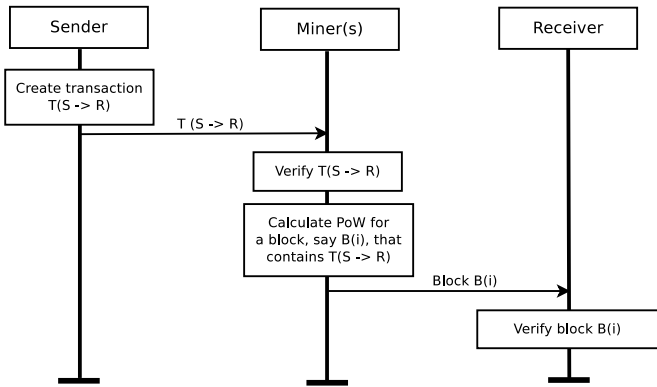 Sender
Miner(s)
Receiver
Create transaction
T(S -> R)
T (S -> R)
Verify T(S -> R)
Calculate PoW for
a block, say B(i), that
contains T(S -> R)
Block B(i)
Verify block B(i)